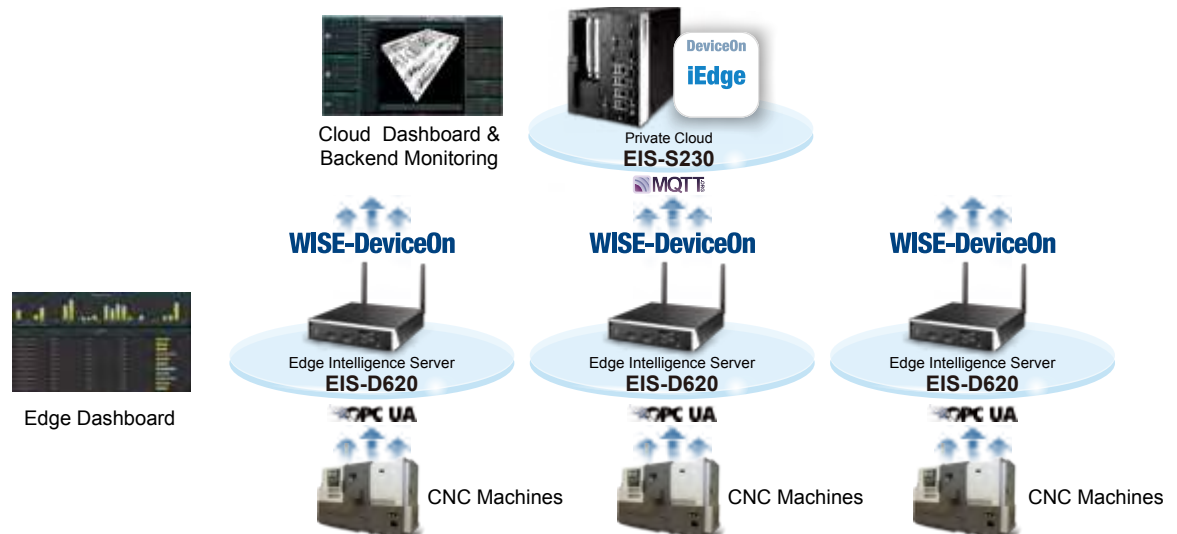 DeviceOn
iEdge
Cloud Dashboard &
Backend Monitoring
Private Cloud
EIS-S230
MQTT
WISE-DeviceOn
WISE-DeviceOn
WISE-DeviceOn
Edge Intelligence Server
EIS-D620
Edge Intelligence Server
EIS-D620
Edge Intelligence Server
EIS-D620
Edge Dashboard
OPC UA
OPC UA
OPC UA
CNC Machines
CNC Machines
CNC Machines